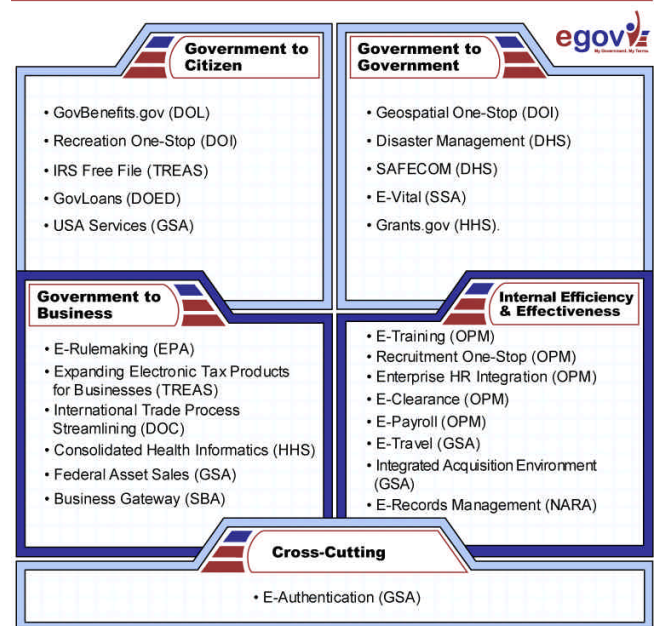 egov
My Government. My Terms.
Government to
Citizen
• GovBenefits.gov (DOL)
• Recreation One-Stop (DOI)
• IRS Free File (TREAS)
• GovLoans (DOED)
• USA Services (GSA)
Government to
Government
• Geospatial One-Stop (DOI)
• Disaster Management (DHS)
• SAFECOM (DHS)
• E-Vital (SSA)
• Grants.gov (HHS).
Government to
Business
• E-Rulemaking (EPA)
• Expanding Electronic Tax Products
for Businesses (TREAS)
• International Trade Process
Streamlining (DOC)
• Consolidated Health Informatics (HHS)
• Federal Asset Sales (GSA)
• Business Gateway (SBA)
Internal Efficiency
& Effectiveness
• E-Training (OPM)
• Recruitment One-Stop (OPM)
• Enterprise HR Integration (OPM)
• E-Clearance (OPM)
• E-Payroll (OPM)
• E-Travel (GSA)
• Integrated Acquisition Environment
(GSA)
• E-Records Management (NARA)
Cross-Cutting
• E-Authentication (GSA)